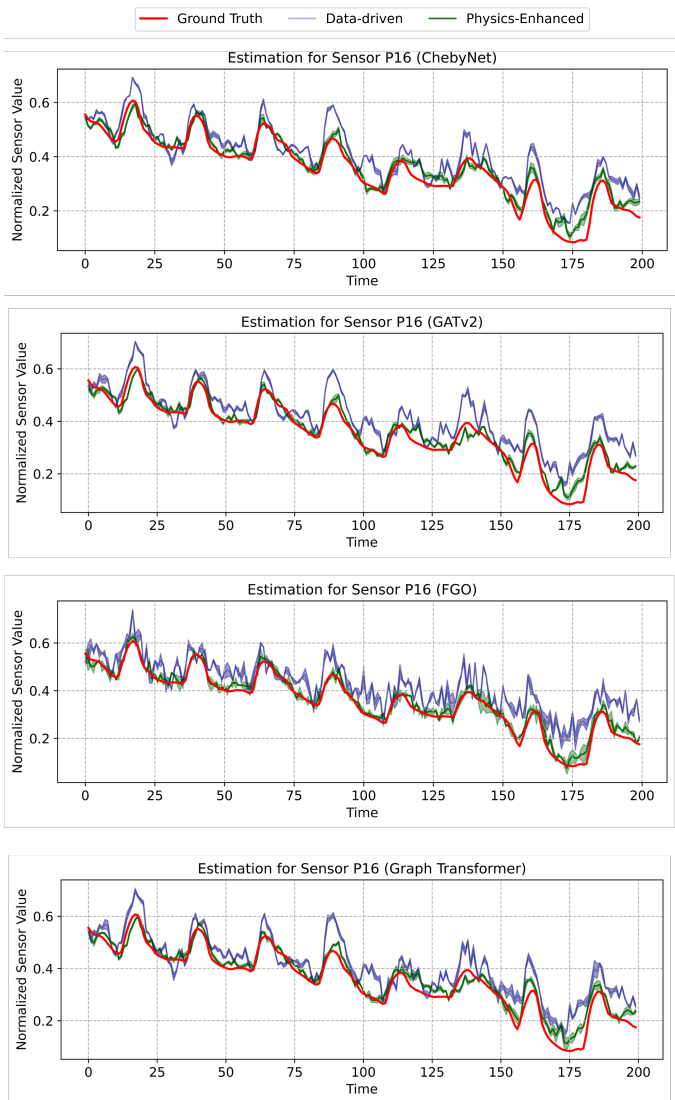 Ground Truth Data-driven Physics-Enhanced
Estimation for Sensor P16 (ChebyNet)
Normalized Sensor Value
0.6
0.4
0.2
0 25 50 75 100 125 150 175 200
Time
Estimation for Sensor P16 (GATv2)
Normalized Sensor Value
0.6
0.4
0.2
0 25 50 75 100 125 150 175 200
Time
Estimation for Sensor P16 (FGO)
Normalized Sensor Value
0.6
0.4
0.2
0 25 50 75 100 125 150 175 200
Time
Estimation for Sensor P16 (Graph Transformer)
Normalized Sensor Value
0.6
0.4
0.2
0 25 50 75 100 125 150 175 200
Time